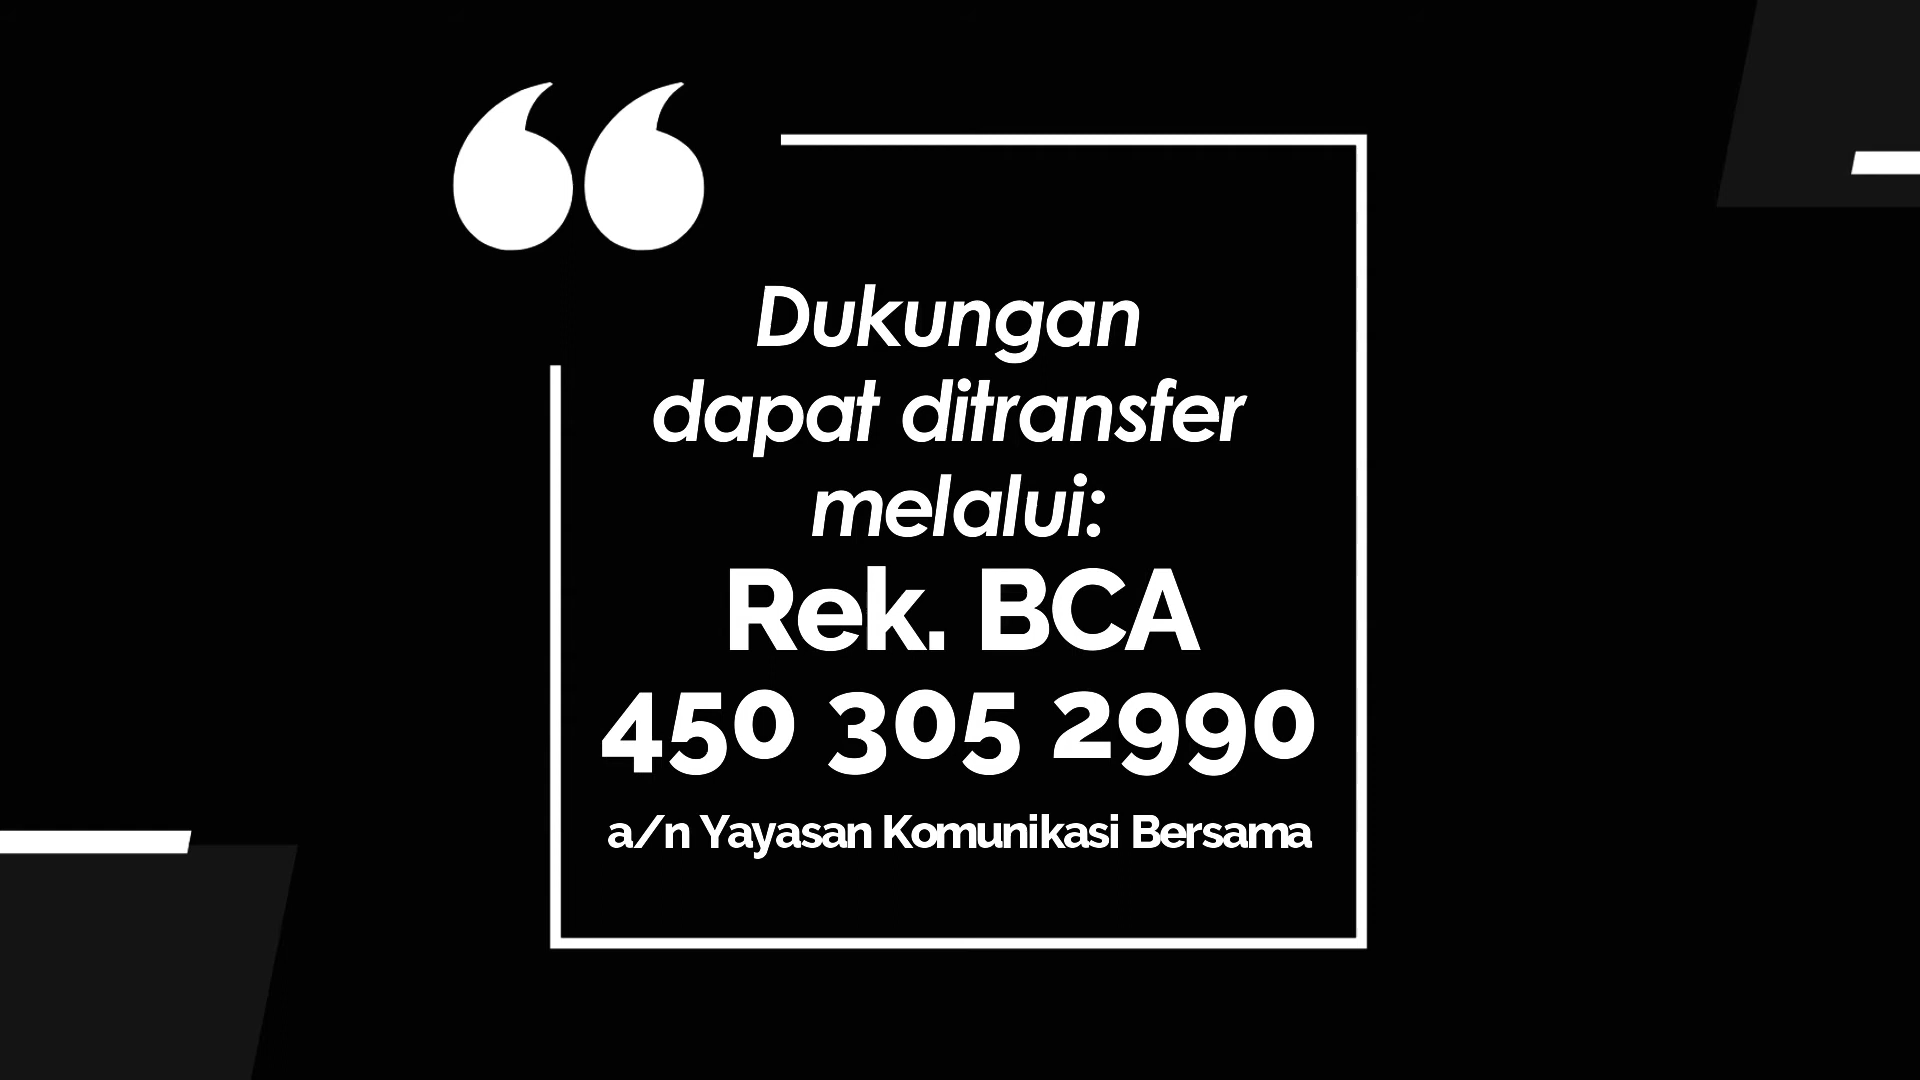 Dukungan
dapat ditransfer
melalui:
Rek. BCA
450 305 2990
a/n Yayasan Komunikasi Bersama